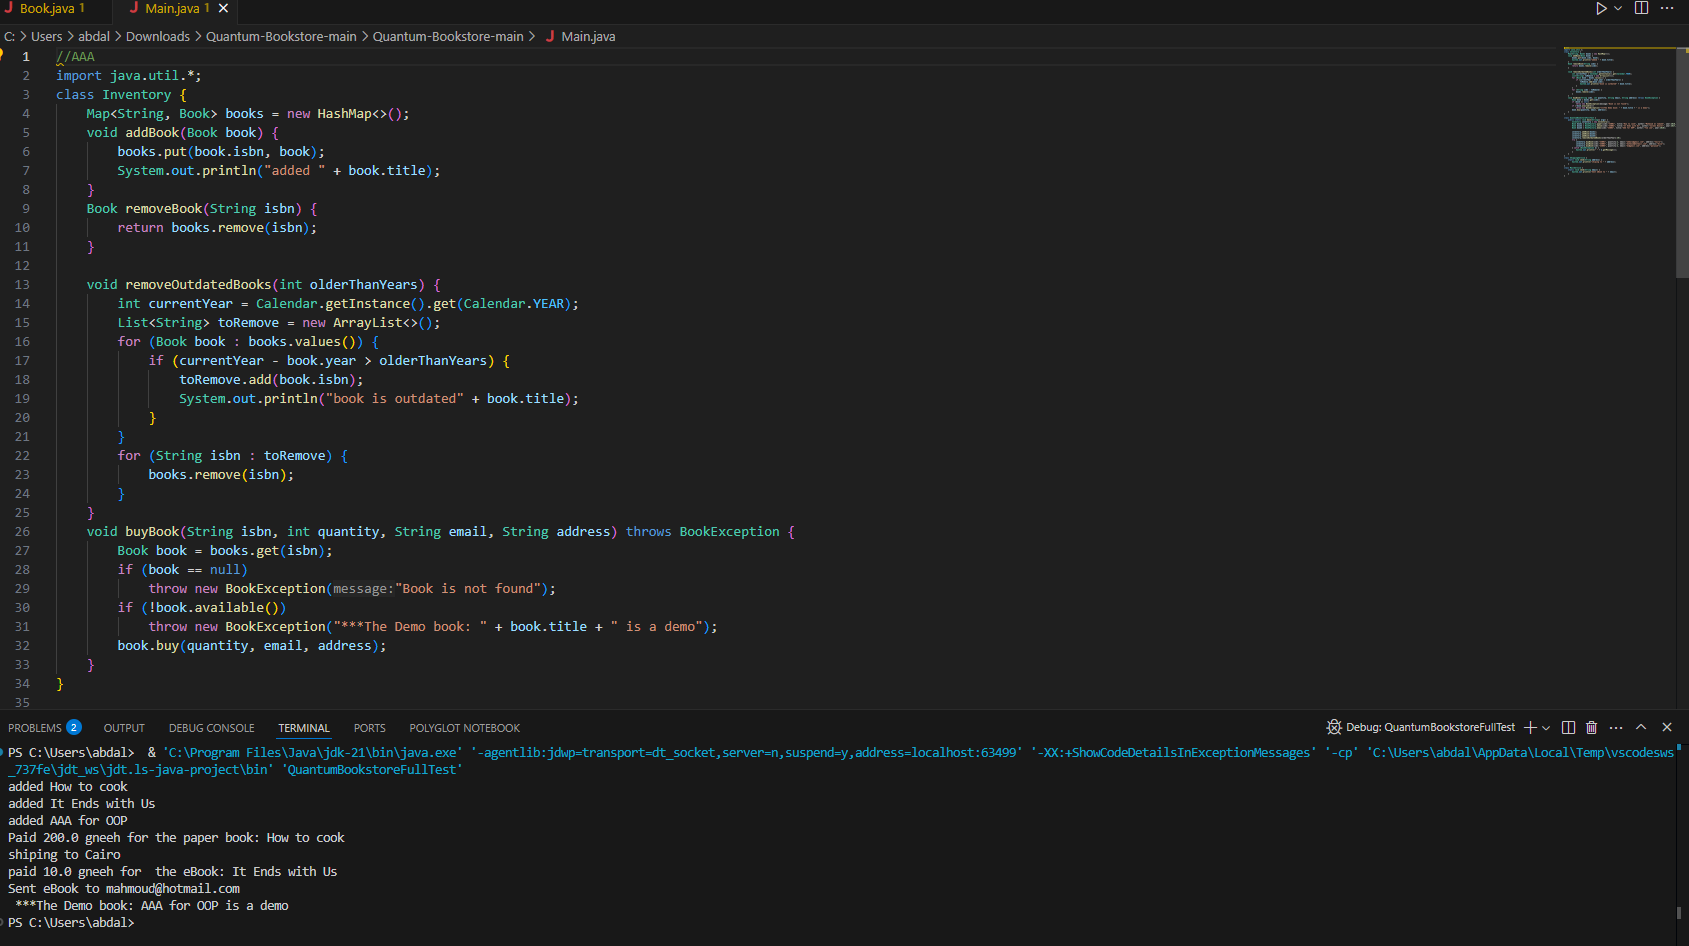 Book.java 1 Main.java 1
C: > Users > abdal > Downloads > Quantum-Bookstore-main > Quantum-Bookstore-main > J Main.java
1 //AAA
2 import java.util.*;
3 class Inventory {
4 Map<String, Book> books = new HashMap<>();
5 void addBook(Book book) {
6 books.put(book.isbn, book);
7 System.out.println("added " + book.title);
8 }
9 Book removeBook(String isbn) {
10 return books.remove(isbn);
11 }
12
13 void removeOutdatedBooks(int olderThanYears) {
14 int currentYear = Calendar.getInstance().get(Calendar.YEAR);
15 List<String> toRemove = new ArrayList<>();
16 for (Book book : books.values()) {
17 if (currentYear - book.year > olderThanYears) {
18 toRemove.add(book.isbn);
19 System.out.println("book is outdated" + book.title);
20 }
21 }
22 for (String isbn : toRemove) {
23 books.remove(isbn);
24 }
25 }
26 void buyBook(String isbn, int quantity, String email, String address) throws BookException {
27 Book book = books.get(isbn);
28 if (book == null)
29 throw new BookException(message:"Book is not found");
30 if (!book.available())
31 throw new BookException("***The Demo book: " + book.title + " is a demo");
32 book.buy(quantity, email, address);
33 }
34 }
35
PROBLEMS 2 OUTPUT DEBUG CONSOLE TERMINAL PORTS POLYGLOT NOTEBOOK Debug: QuantumBookstoreFullTest
PS C:\Users\abdal> & 'C:\Program Files\Java\jdk-21\bin\java.exe' '-agentlib:jdwp=transport=dt_socket,server=n,suspend=y,address=localhost:63499' '-XX:+ShowCodeDetailsInExceptionMessages' '-cp' 'C:\Users\abdal\AppData\Local\Temp\vscodesws
_737fe\jdt_ws\jdt.ls-java-project\bin' 'QuantumBookstoreFullTest'
added How to cook
added It Ends with Us
added AAA for OOP
Paid 200.0 gneeh for the paper book: How to cook
shiping to Cairo
paid 10.0 gneeh for  the eBook: It Ends with Us
Sent eBook to mahmoud@hotmail.com
***The Demo book: AAA for OOP is a demo
PS C:\Users\abdal>